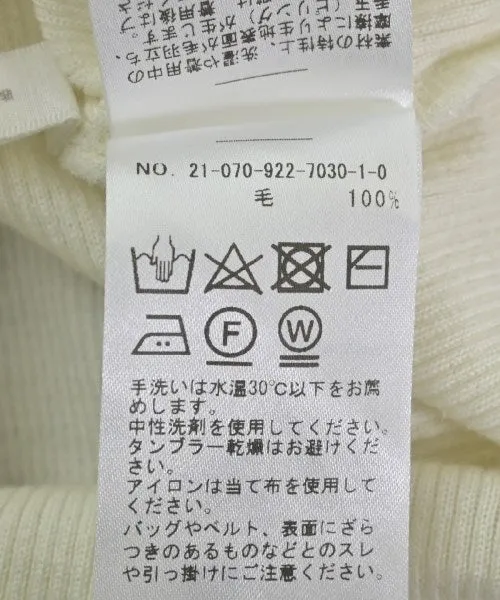 NO. 21-070-922-7030-1-0
毛 100%
F W
手洗いは水温30℃以下をお薦
めします。
中性洗剤を使用してください。
タンブラー乾燥はお避けくだ
さい。
アイロンは当て布を使用して
ください。
バッグやベルト、表面にざら
つきのあるものなどとのスレ
や引っ掛けにご注意ください。